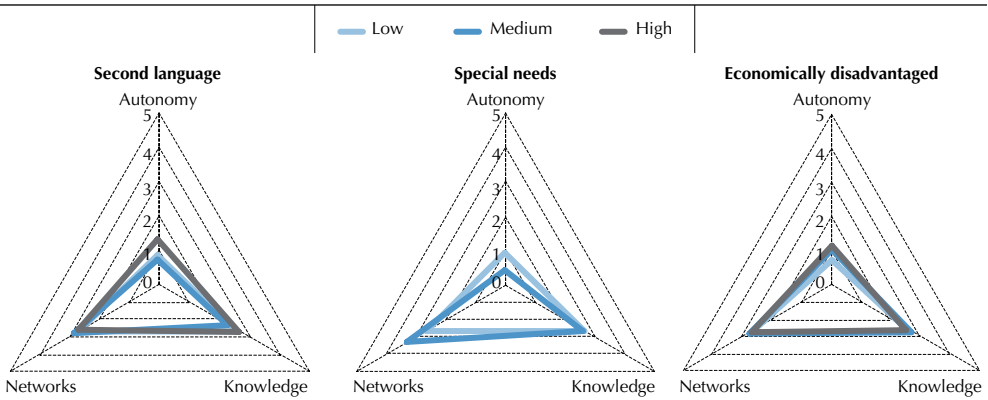 Low Medium High
Second language Special needs Economically disadvantaged
Autonomy Autonomy Autonomy
5 5 5
4 4 4
3 3 3
2 2 2
1 1 1
0 0 0
Networks Knowledge Networks Knowledge Networks Knowledge